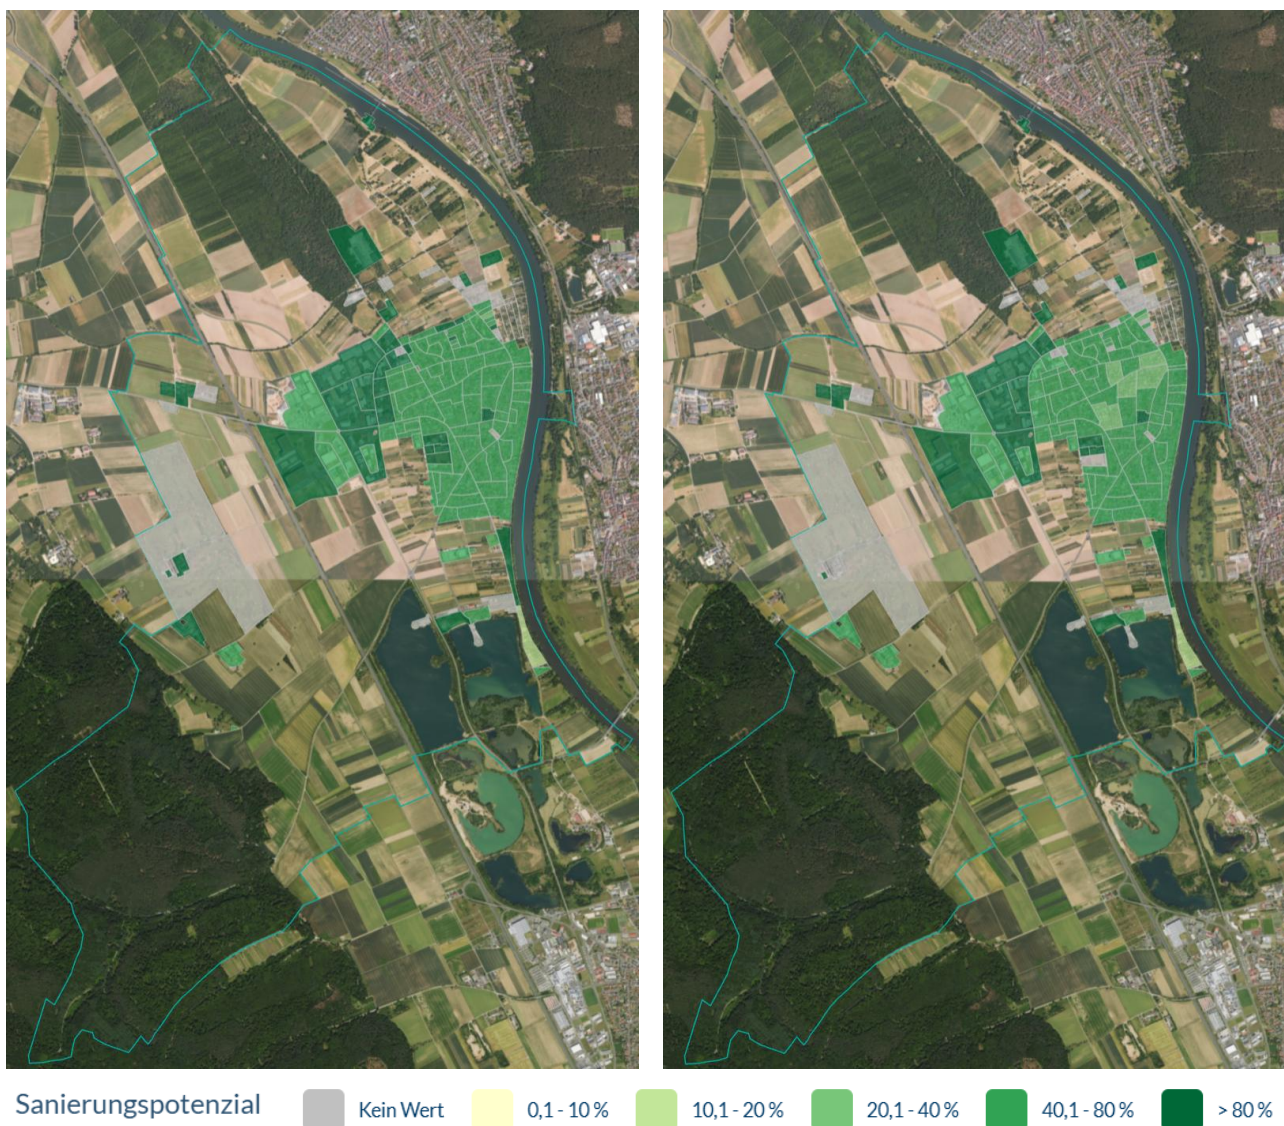 Sanierungspotenzial
Kein Wert
0,1 - 10 %
10,1 - 20 %
20,1 - 40 %
40,1 - 80 %
> 80 %